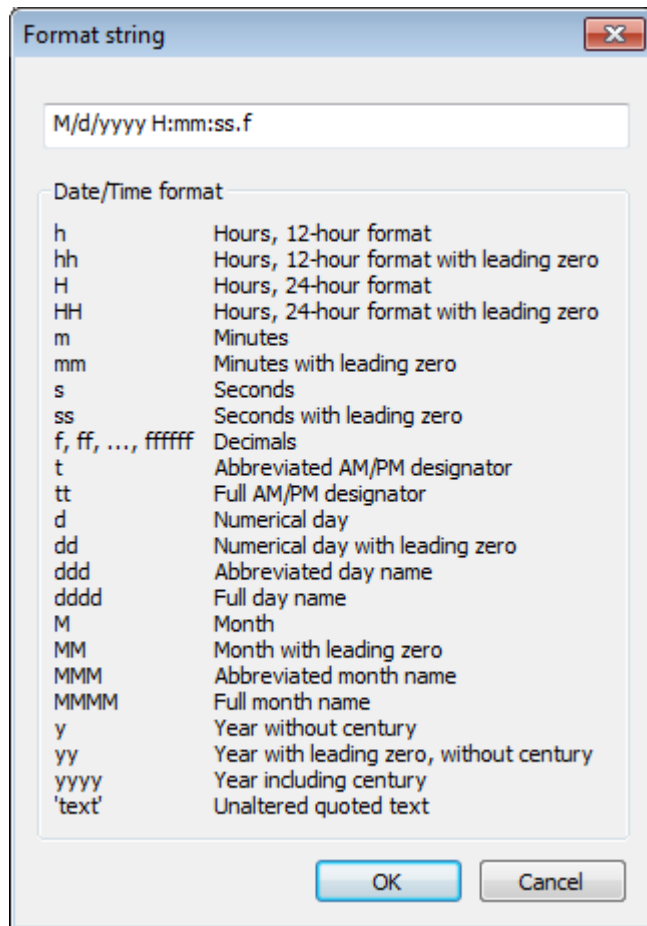 Format string
M/d/yyyy H:mm:ss.f
Date/Time format
h Hours, 12-hour format
hh Hours, 12-hour format with leading zero
H Hours, 24-hour format
HH Hours, 24-hour format with leading zero
m Minutes
mm Minutes with leading zero
s Seconds
ss Seconds with leading zero
f, ff, ..., ffffff Decimals
t Abbreviated AM/PM designator
tt Full AM/PM designator
d Numerical day
dd Numerical day with leading zero
ddd Abbreviated day name
dddd Full day name
M Month
MM Month with leading zero
MMM Abbreviated month name
MMMM Full month name
y Year without century
yy Year with leading zero, without century
yyyy Year including century
'text' Unaltered quoted text
OK Cancel